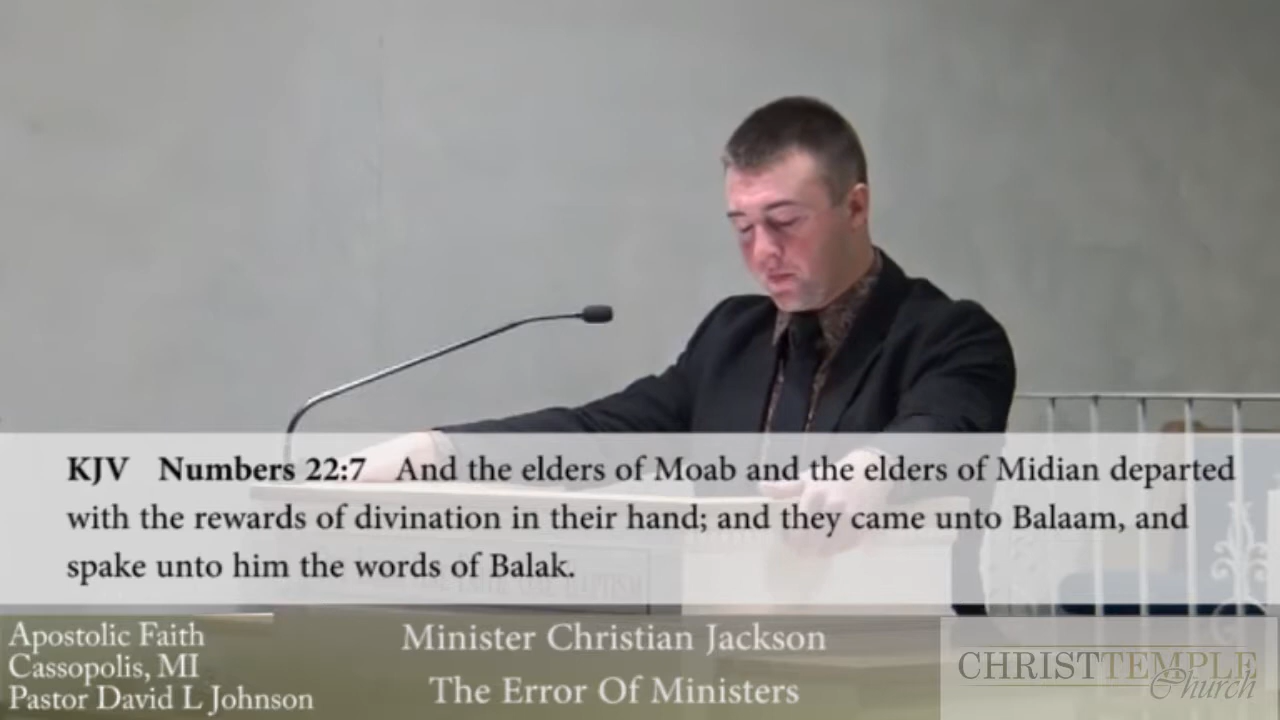 KJV Numbers 22:7 And the elders of Moab and the elders of Midian departed
with the rewards of divination in their hand; and they came unto Balaam, and
spake unto him the words of Balak.
Apostolic Faith
Cassopolis, MI
Pastor David L Johnson
Minister Christian Jackson
The Error Of Ministers
CHRISTTEMPLE
Church